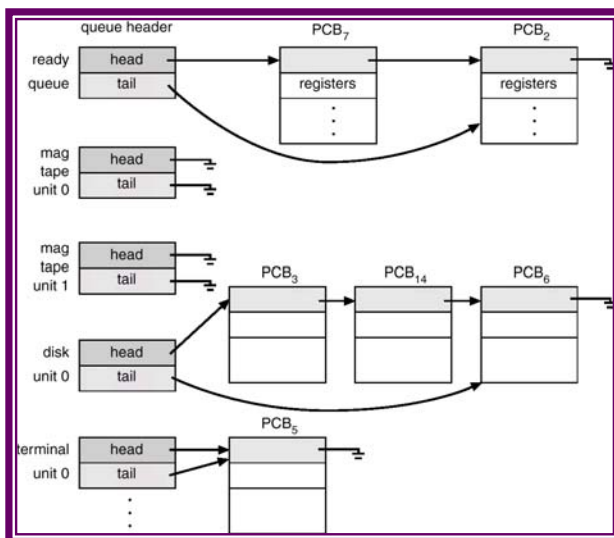 queue header PCB7 PCB2
ready head
queue tail registers registers
mag head
tape
unit 0 tail
mag head
tape
unit 1 tail PCB3 PCB14 PCB6
disk head
unit 0 tail
PCB5
terminal head
unit 0 tail